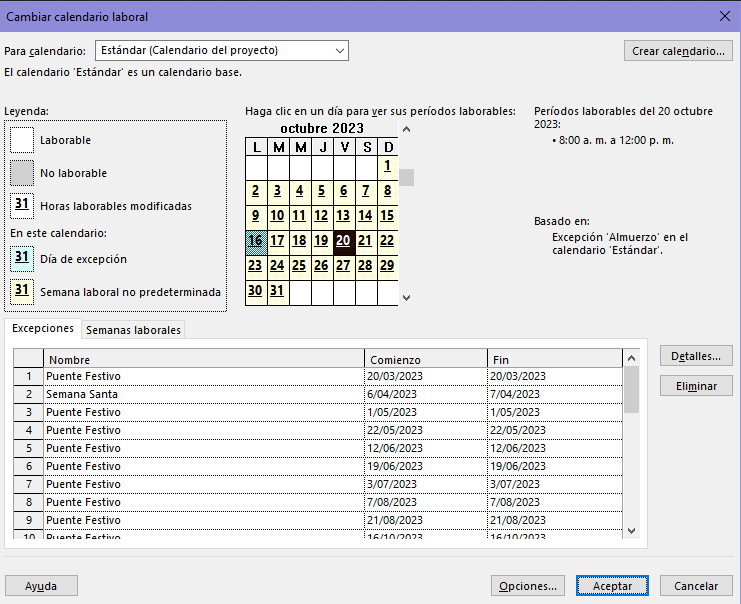 Cambiar calendario laboral
Para calendario: Estándar (Calendario del proyecto) Crear calendario...
El calendario 'Estándar' es un calendario base.
Leyenda:
Laborable
No laborable
31 Horas laborables modificadas
En este calendario:
31 Día de excepción
31 Semana laboral no predeterminada
Haga clic en un día para ver sus períodos laborables:
octubre 2023
L M M J V S D
1
2 3 4 5 6 7 8
9 10 11 12 13 14 15
16 17 18 19 20 21 22
23 24 25 26 27 28 29
30 31
Períodos laborables del 20 octubre
2023:
• 8:00 a. m. a 12:00 p. m.
Basado en:
Excepción 'Almuerzo' en el
calendario 'Estándar'.
Excepciones Semanas laborales
Nombre Comienzo Fin
1 Puente Festivo 20/03/2023 20/03/2023
2 Semana Santa 6/04/2023 7/04/2023
3 Puente Festivo 1/05/2023 1/05/2023
4 Puente Festivo 22/05/2023 22/05/2023
5 Puente Festivo 12/06/2023 12/06/2023
6 Puente Festivo 19/06/2023 19/06/2023
7 Puente Festivo 3/07/2023 3/07/2023
8 Puente Festivo 7/08/2023 7/08/2023
9 Puente Festivo 21/08/2023 21/08/2023
10 Puente Festivo 16/10/2023 16/10/2023
Detalles...
Eliminar
Ayuda Opciones... Aceptar Cancelar